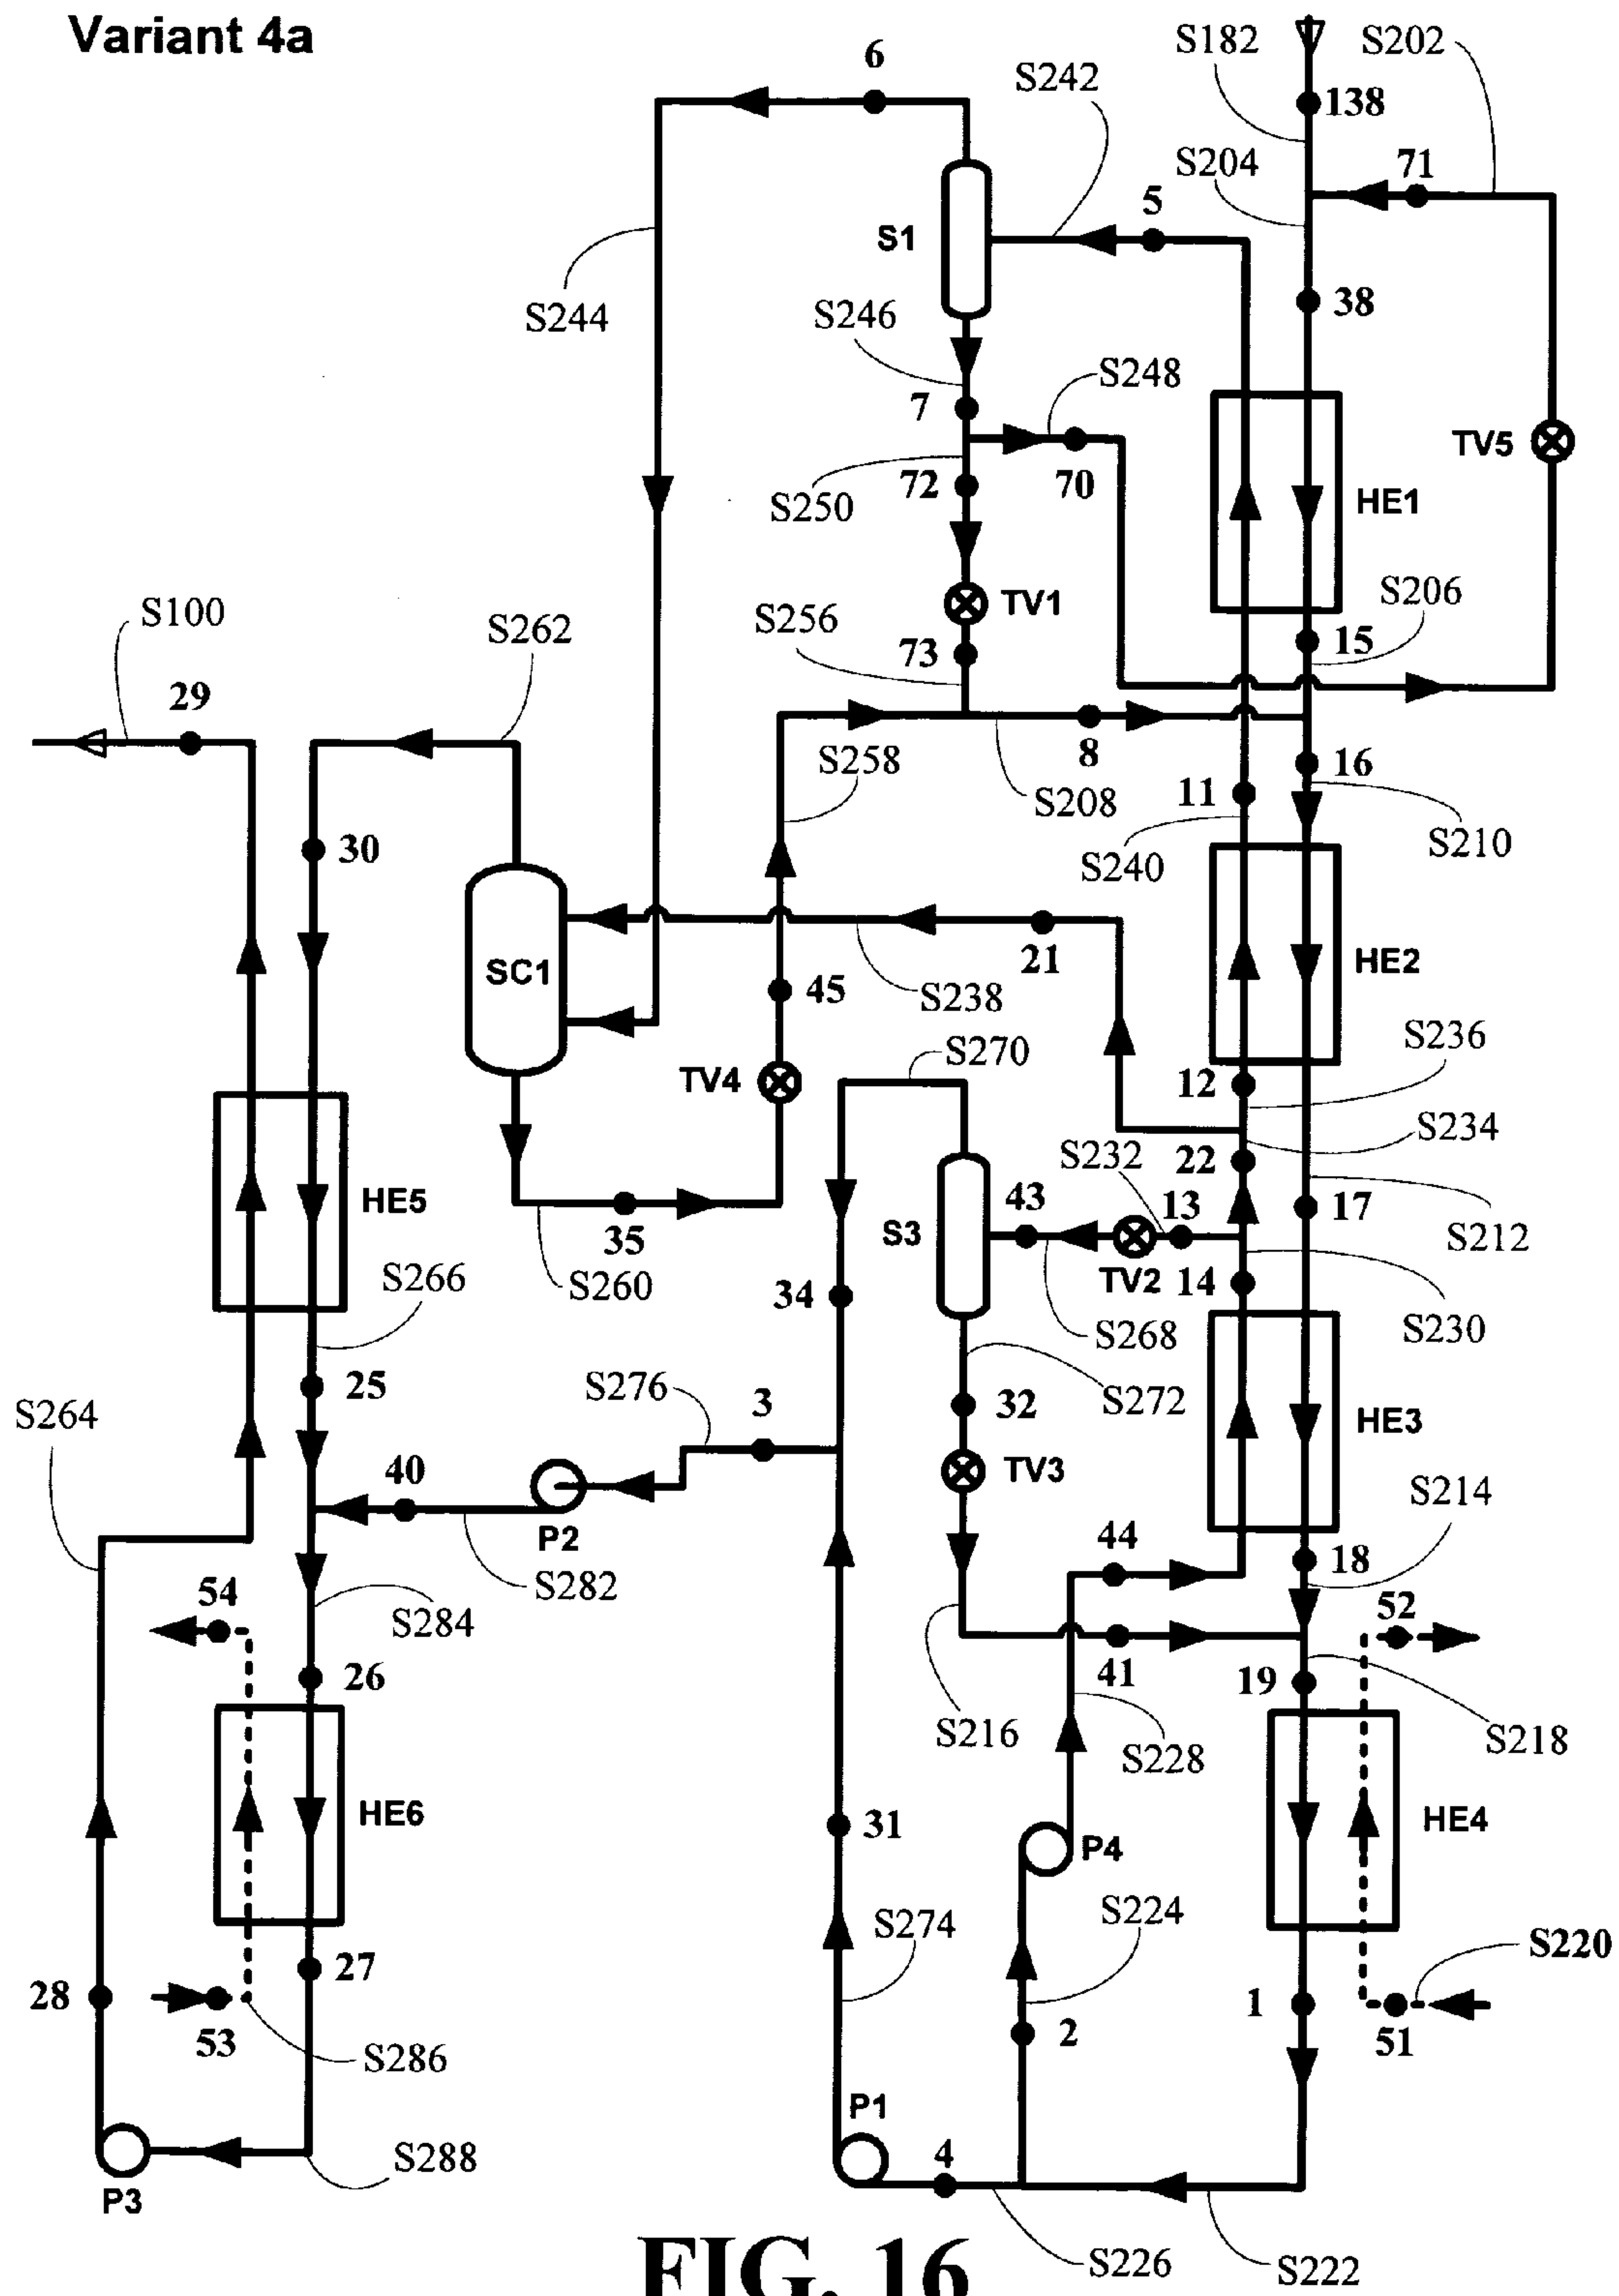 Variant 4a
6
S242
S182
S202
138
S204
71
5
S1
38
S244
S246
S248
7
TV5
72
70
HE1
S250
TV1
S206
S100
S262
S256
73
15
29
8
16
S258
S208
11
S210
30
S240
SC1
HE2
21
45
S238
S236
S270
TV4
12
S234
S232
22
HE5
43
13
17
S3
35
S212
S266
TV2
14
S260
34
S268
S230
S276
3
25
S272
S264
32
HE3
TV3
40
S214
P2
44
18
S282
54
S284
52
26
41
19
S216
S228
S218
HE6
31
HE4
P4
S274
S224
27
S220
28
1
2
53
51
S286
P1
4
S288
P3
FIG. 16
S226
S222